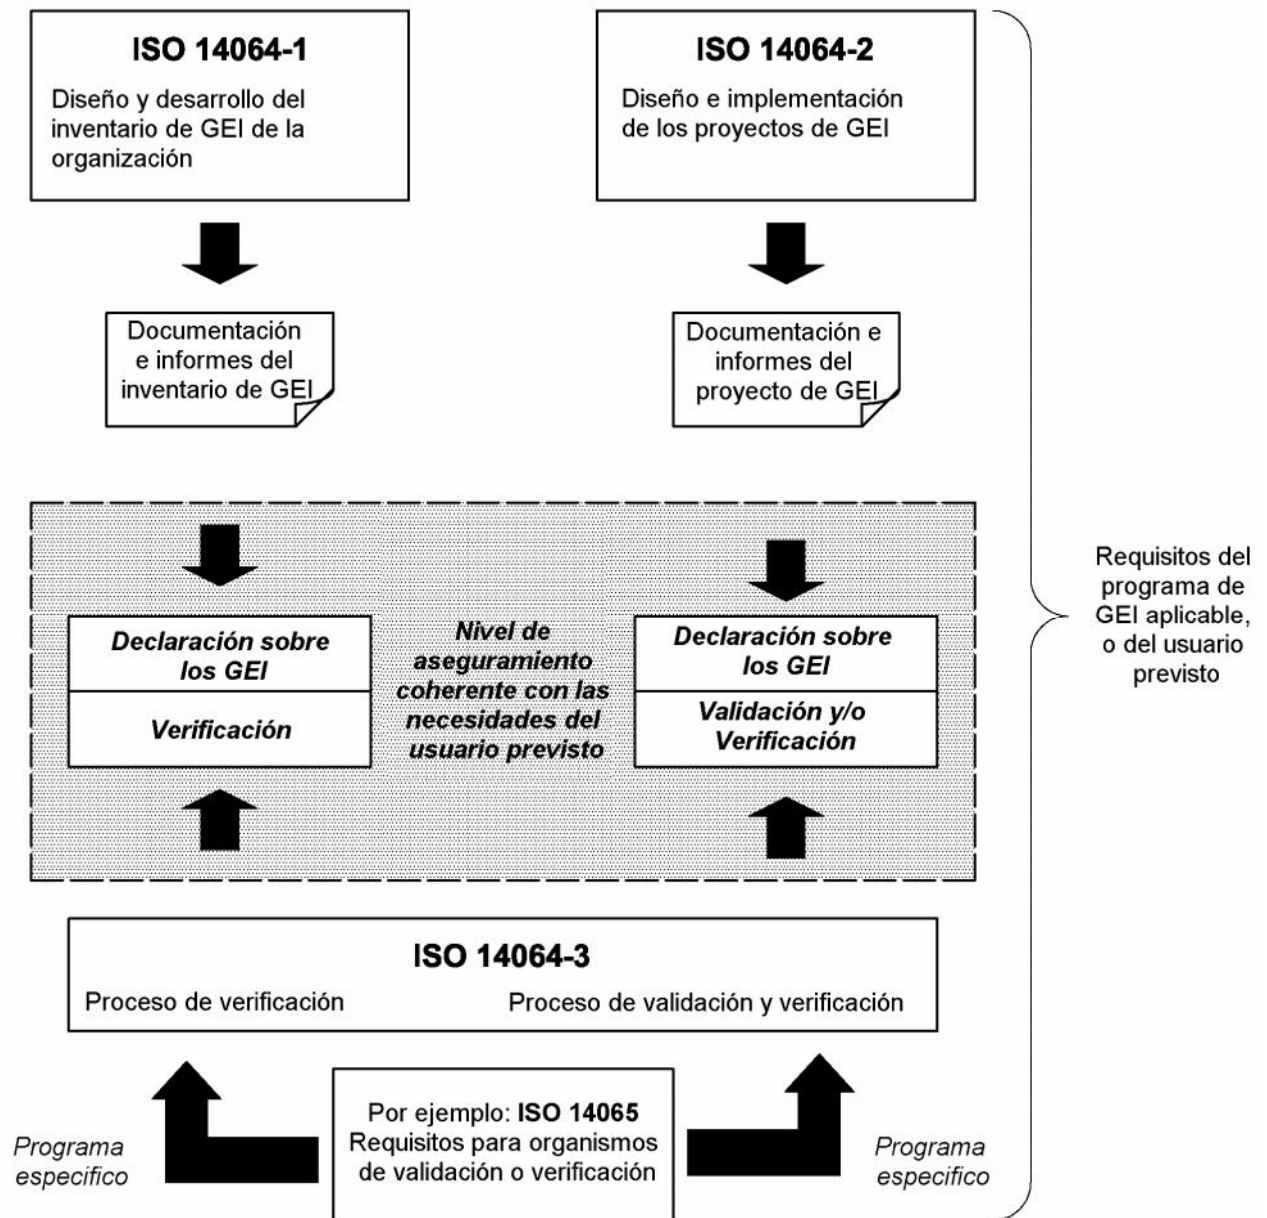 ISO 14064-1
Diseño y desarrollo del
inventario de GEI de la
organización
ISO 14064-2
Diseño e implementación
de los proyectos de GEI
Documentación
e informes del
inventario de GEI
Documentación e
informes del
proyecto de GEI
Declaración sobre
los GEI
Verificación
Nivel de
aseguramiento
coherente con las
necesidades del
usuario previsto
Declaración sobre
los GEI
Validación y/o
Verificación
Requisitos del
programa de
GEI aplicable,
o del usuario
previsto
ISO 14064-3
Proceso de verificación
Proceso de validación y verificación
Programa
especifico
Por ejemplo: ISO 14065
Requisitos para organismos
de validación o verificación
Programa
especifico